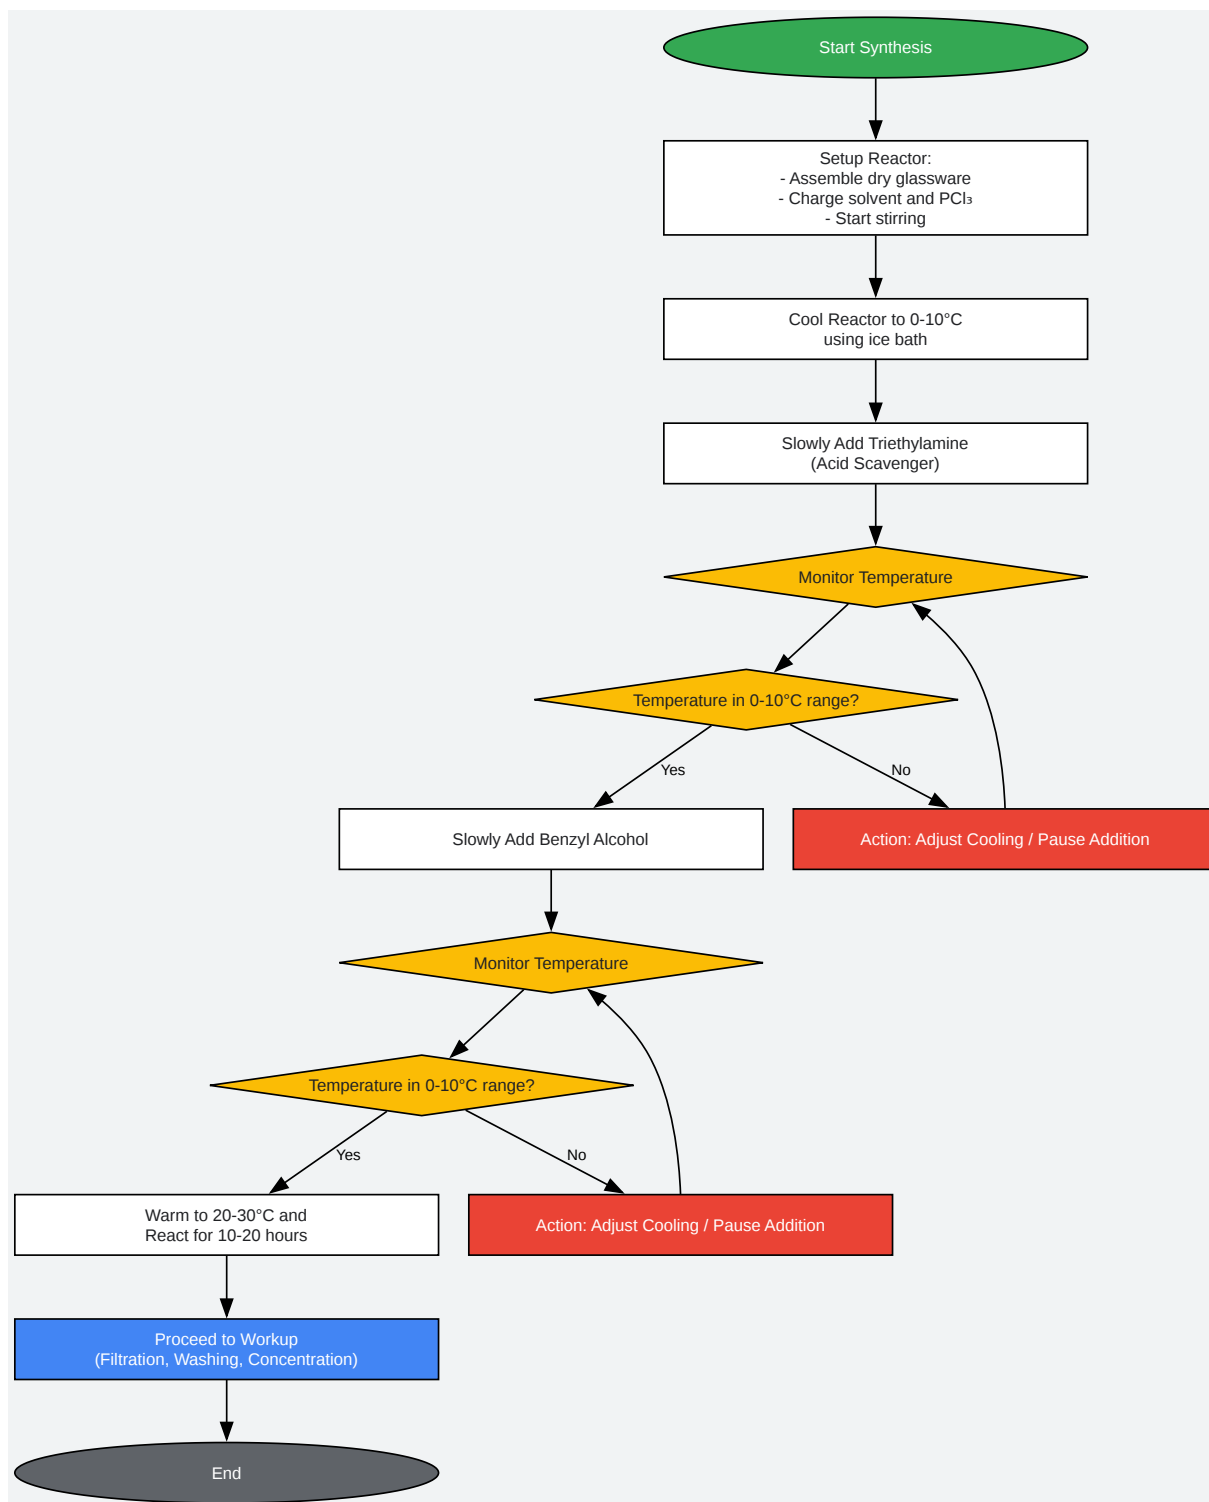 Start Synthesis
Setup Reactor:
- Assemble dry glassware
- Charge solvent and PCl₃
- Start stirring
Cool Reactor to 0-10°C
using ice bath
Slowly Add Triethylamine
(Acid Scavenger)
Monitor Temperature
Temperature in 0-10°C range?
Yes
No
Slowly Add Benzyl Alcohol
Action: Adjust Cooling / Pause Addition
Monitor Temperature
Temperature in 0-10°C range?
Yes
No
Warm to 20-30°C and
React for 10-20 hours
Action: Adjust Cooling / Pause Addition
Proceed to Workup
(Filtration, Washing, Concentration)
End